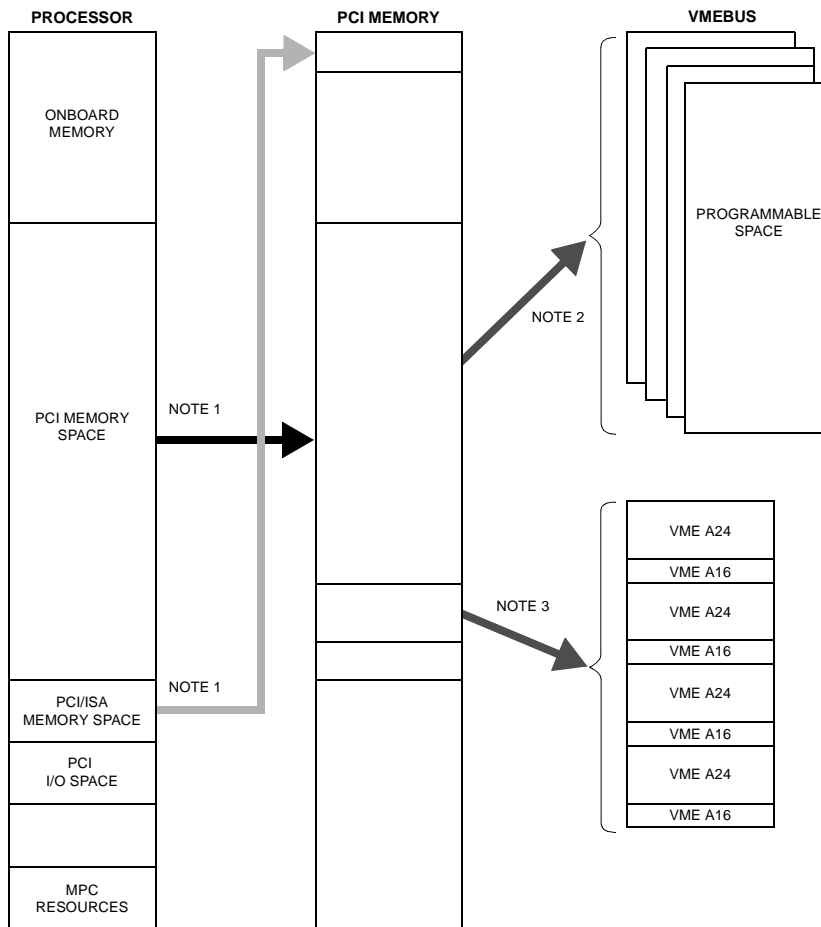 PROCESSOR
PCI MEMORY
VMEBUS
ONBOARD
MEMORY
PROGRAMMABLE
SPACE
NOTE 2
NOTE 1
PCI MEMORY
SPACE
VME A24
VME A16
NOTE 3
VME A24
VME A16
VME A24
VME A16
VME A24
VME A16
NOTE 1
PCI/ISA
MEMORY SPACE
PCI
I/O SPACE
MPC
RESOURCES